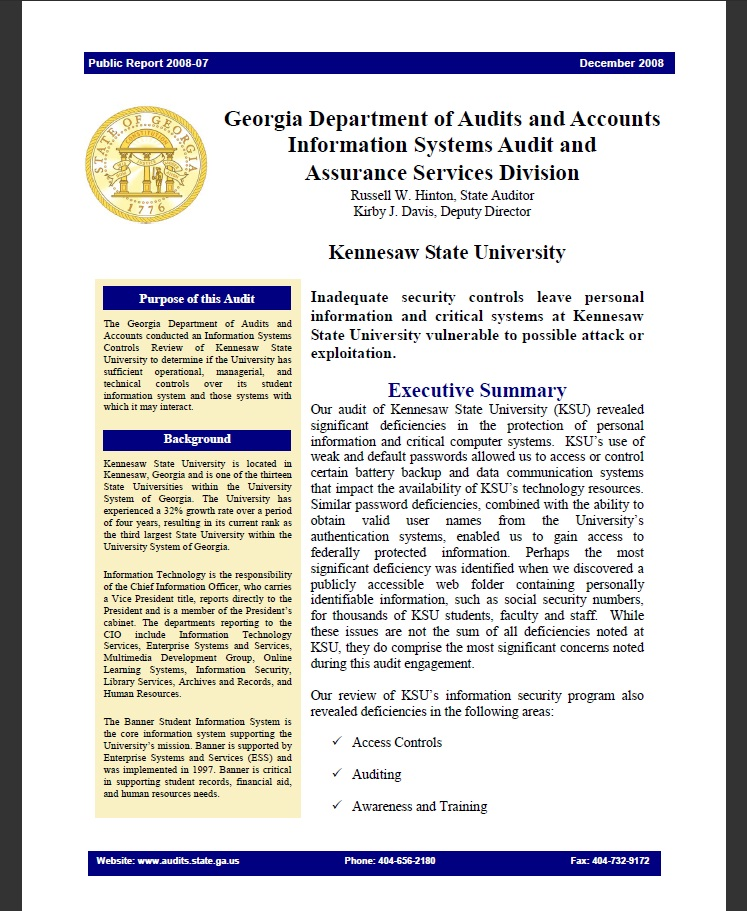 Public Report 2008-07 December 2008
STATE OF GEORGIA
1776
Georgia Department of Audits and Accounts
Information Systems Audit and
Assurance Services Division
Russell W. Hinton, State Auditor
Kirby J. Davis, Deputy Director
Kennesaw State University
Purpose of this Audit
The Georgia Department of Audits and
Accounts conducted an Information Systems
Controls Review of Kennesaw State
University to determine if the University has
sufficient operational, managerial, and
technical controls over its student
information system and those systems with
which it may interact.
Background
Kennesaw State University is located in
Kennesaw, Georgia and is one of the thirteen
State Universities within the University
System of Georgia. The University has
experienced a 32% growth rate over a period
of four years, resulting in its current rank as
the third largest State University within the
University System of Georgia.
Information Technology is the responsibility
of the Chief Information Officer, who carries
a Vice President title, reports directly to the
President and is a member of the President's
cabinet. The departments reporting to the
CIO include Information Technology
Services, Enterprise Systems and Services,
Multimedia Development Group, Online
Learning Systems, Information Security,
Library Services, Archives and Records, and
Human Resources.
The Banner Student Information System is
the core information system supporting the
University's mission. Banner is supported by
Enterprise Systems and Services (ESS) and
was implemented in 1997. Banner is critical
in supporting student records, financial aid,
and human resources needs.
Inadequate security controls leave personal
information and critical systems at Kennesaw
State University vulnerable to possible attack or
exploitation.
Executive Summary
Our audit of Kennesaw State University (KSU) revealed
significant deficiencies in the protection of personal
information and critical computer systems. KSU's use of
weak and default passwords allowed us to access or control
certain battery backup and data communication systems
that impact the availability of KSU's technology resources.
Similar password deficiencies, combined with the ability to
obtain valid user names from the University's
authentication systems, enabled us to gain access to
federally protected information. Perhaps the most
significant deficiency was identified when we discovered a
publicly accessible web folder containing personally
identifiable information, such as social security numbers,
for thousands of KSU students, faculty and staff. While
these issues are not the sum of all deficiencies noted at
KSU, they do comprise the most significant concerns noted
during this audit engagement.
Our review of KSU's information security program also
revealed deficiencies in the following areas:
✓ Access Controls
✓ Auditing
✓ Awareness and Training
Website: www.audits.state.ga.us Phone: 404-656-2180 Fax: 404-732-9172